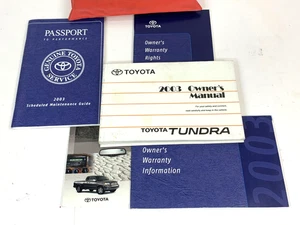 PASSPORT
TO PERFORMANCE
GENUINE TOYOTA
SERVICE
2003
Scheduled Maintenance Guide
TOYOTA
Owner's
Warranty
Rights
TOYOTA
2003 Owner's
Manual
TOYOTA TUNDRA
TOYOTA
Owner's
Warranty
Information
2003